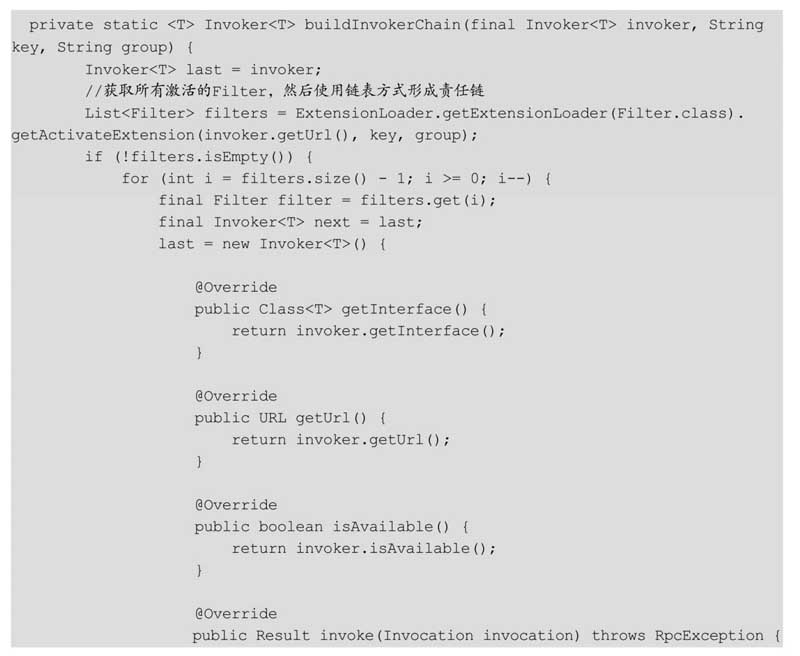 private static <T> Invoker<T> buildInvokerChain(final Invoker<T> invoker, String
key, String group) {
        Invoker<T> last = invoker;
        //获取所有激活的Filter，然后使用链表方式形成责任链
        List<Filter> filters = ExtensionLoader.getExtensionLoader(Filter.class).
getActivateExtension(invoker.getUrl(), key, group);
        if (!filters.isEmpty()) {
            for (int i = filters.size() - 1; i >= 0; i--) {
                final Filter filter = filters.get(i);
                final Invoker<T> next = last;
                last = new Invoker<T>() {
                    @Override
                    public Class<T> getInterface() {
                        return invoker.getInterface();
                    }
                    @Override
                    public URL getUrl() {
                        return invoker.getUrl();
                    }
                    @Override
                    public boolean isAvailable() {
                        return invoker.isAvailable();
                    }
                    @Override
                    public Result invoke(Invocation invocation) throws RpcException {